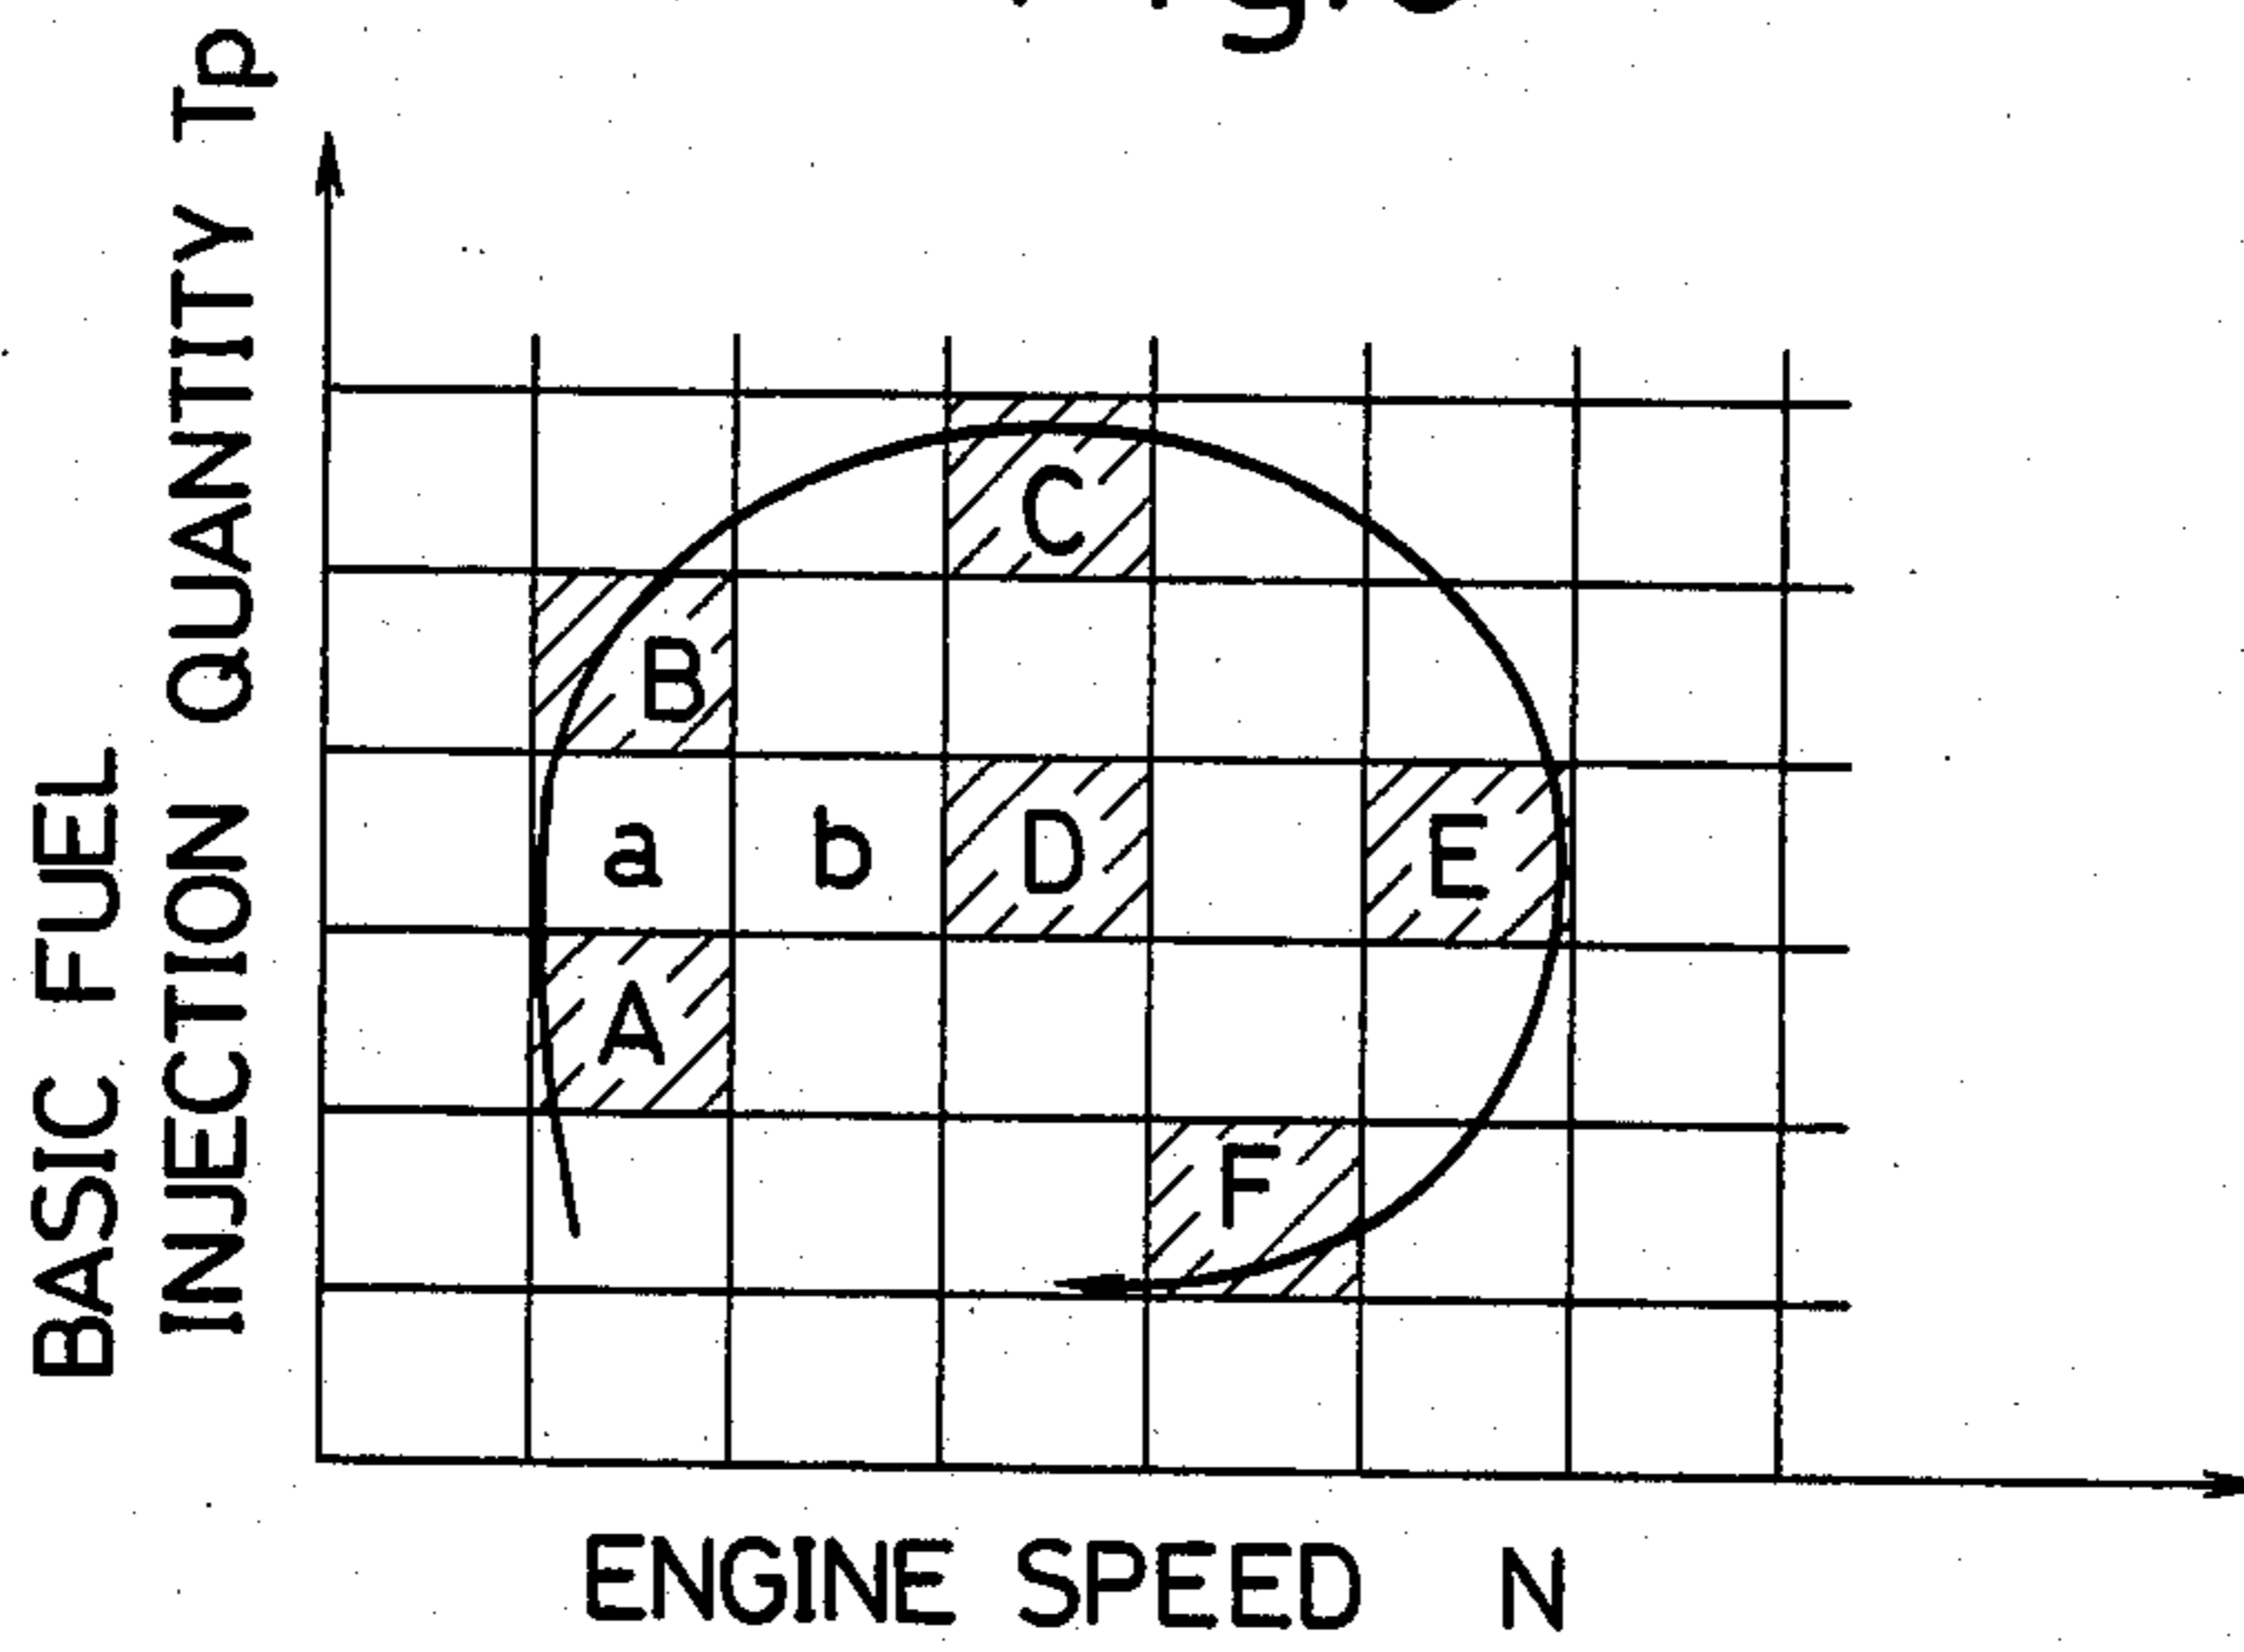 BASIC FUEL
INJECTION QUANTITY Tp
C
B
a b D E
A
F
ENGINE SPEED N